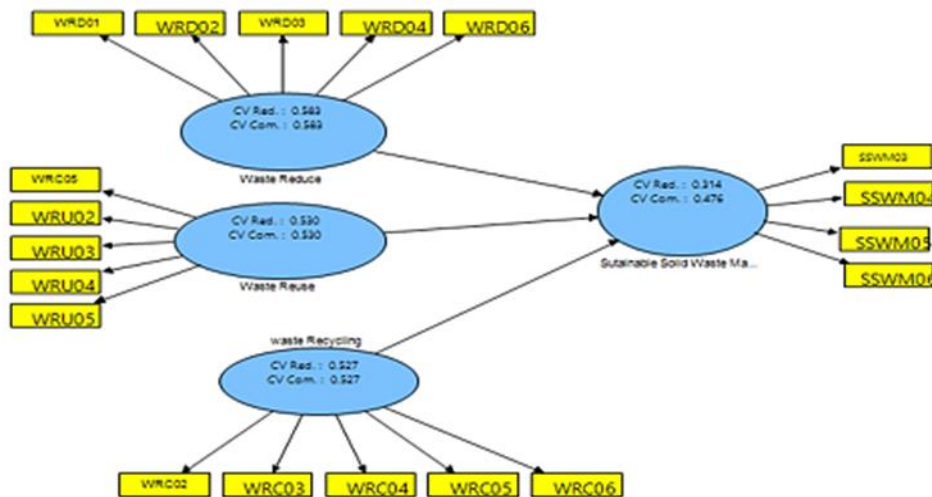 WRD01
WRD02
WRD03
WRD04
WRD06
CV Red. : 0.583
CV Com. : 0.583
Waste Reduce
WRC05
WRU02
WRU03
WRU04
WRU05
CV Red. : 0.530
CV Com. : 0.530
Waste Reuse
CV Red. : 0.314
CV Com. : 0.476
Sutainable Solid Waste Ma...
SSWM03
SSWM04
SSWM05
SSWM06
waste Recycling
CV Red. : 0.527
CV Com. : 0.527
WRC02
WRC03
WRC04
WRC05
WRC06